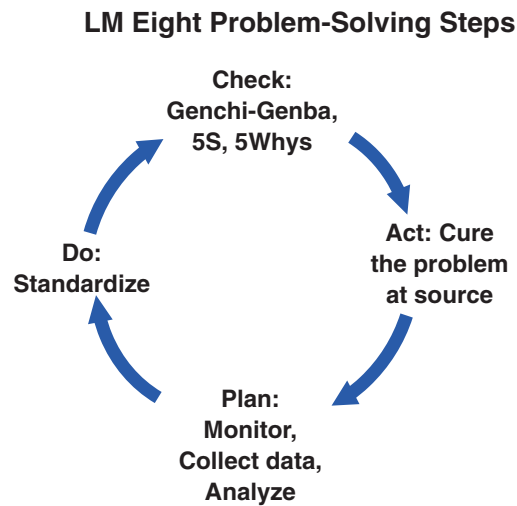 LM Eight Problem-Solving Steps
Check:
Genchi-Genba,
5S, 5Whys
Act: Cure
the problem
at source
Plan:
Monitor,
Collect data,
Analyze
Do:
Standardize